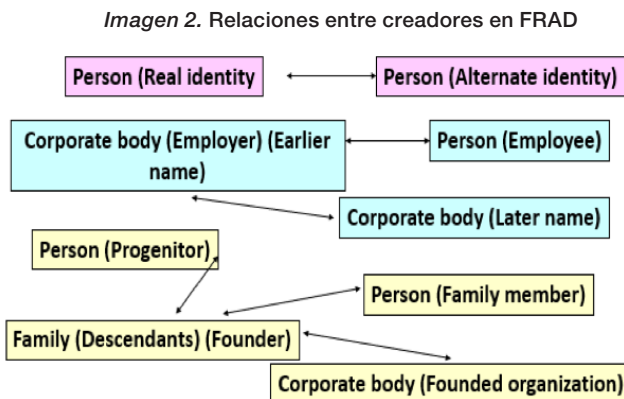 Imagen 2. Relaciones entre creadores en FRAD
Person (Real identity
Person (Alternate identity)
Corporate body (Employer) (Earlier
name)
Person (Employee)
Corporate body (Later name)
Person (Progenitor)
Person (Family member)
Family (Descendants) (Founder)
Corporate body (Founded organization)